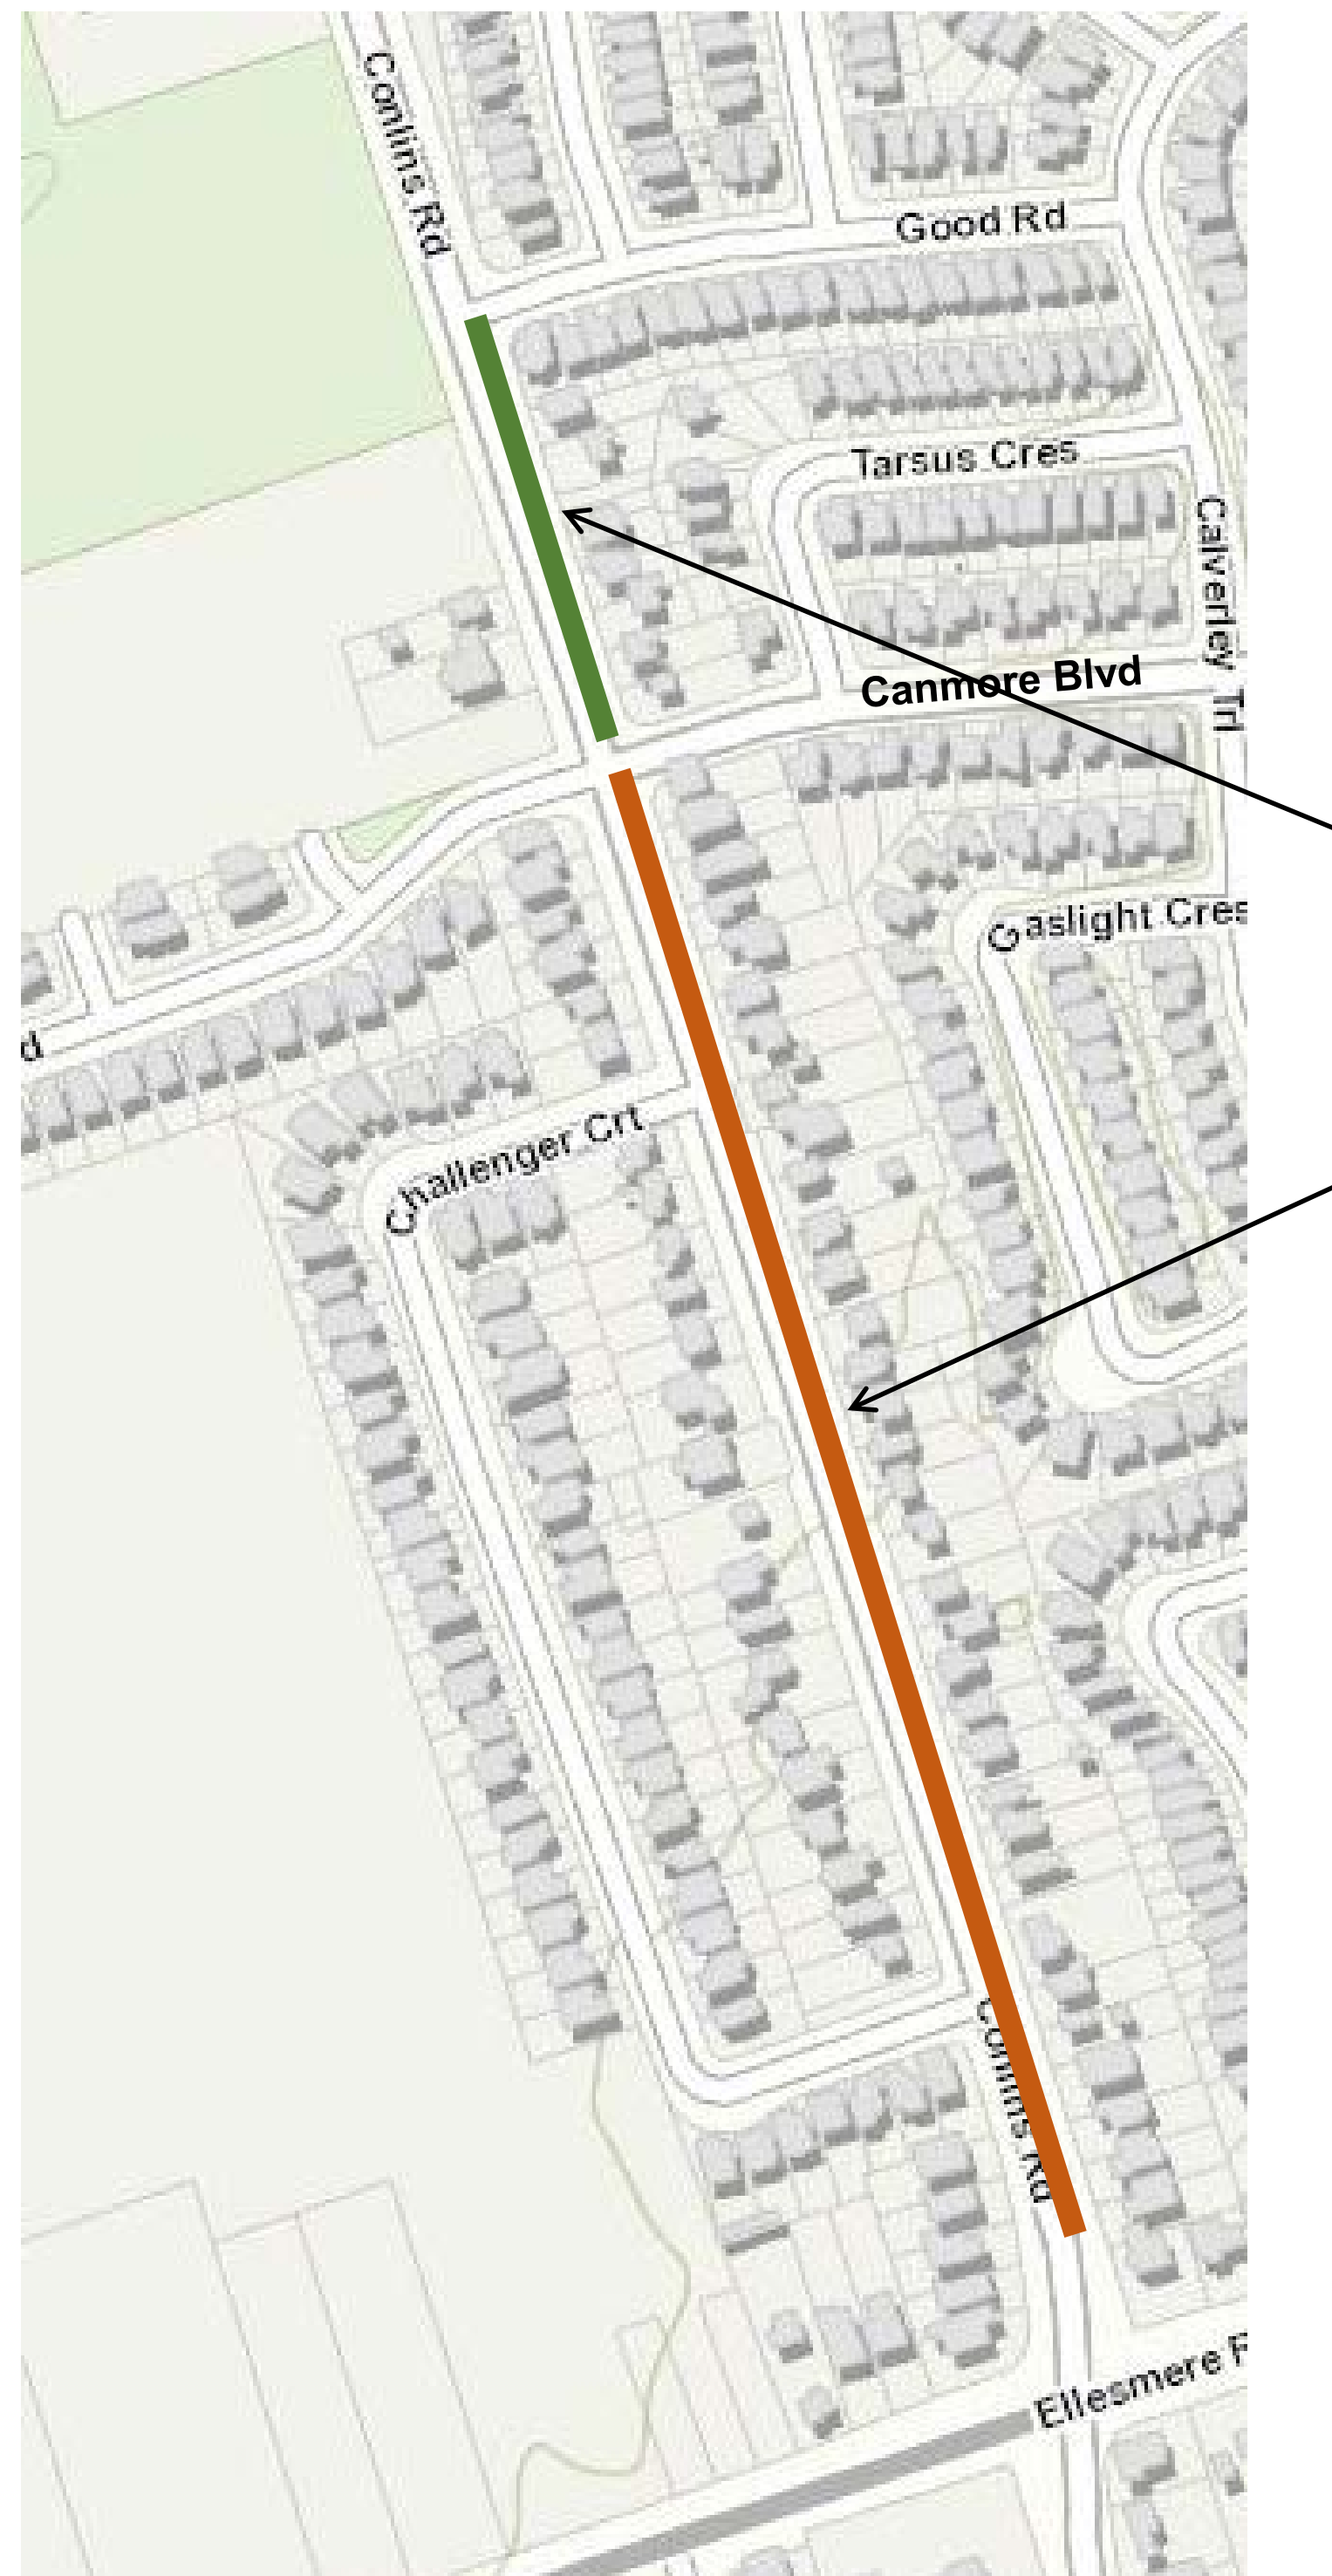 Conlins Rd
Good Rd
Tarsus Cres
Calverley Trl
Canmore Blvd
Gaslight Cres
d
Challenger Crt
Conlins Rd
Ellesmere